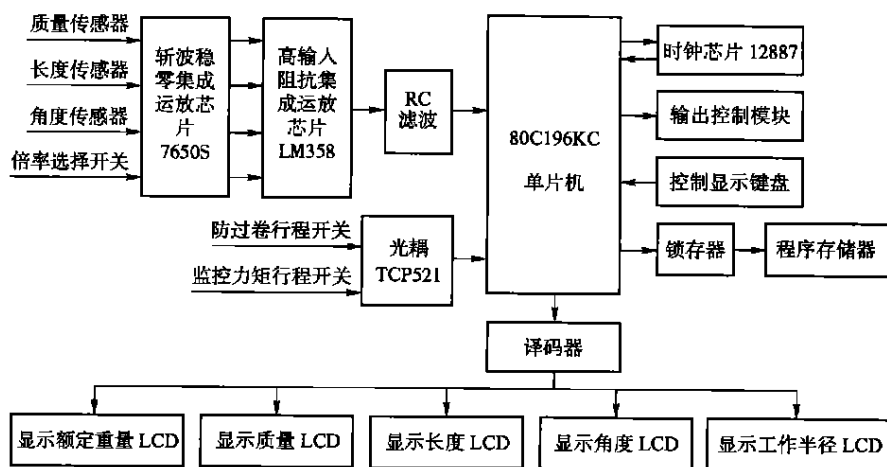 质量传感器
长度传感器
角度传感器
倍率选择开关
斩波稳
零集成
运放芯
片
7650S
高输人
阻抗集
成运放
芯片
LM358
RC
滤波
防过卷行程开关
监控力矩行程开关
光耦
TCP521
80C196KC
单片机
时钟芯片 12887
输出控制模块
控制显示键盘
锁存器
程序存储器
译码器
显示额定重量 LCD
显示质量 LCD
显示长度 LCD
显示角度 LCD
显示工作半径 LCD